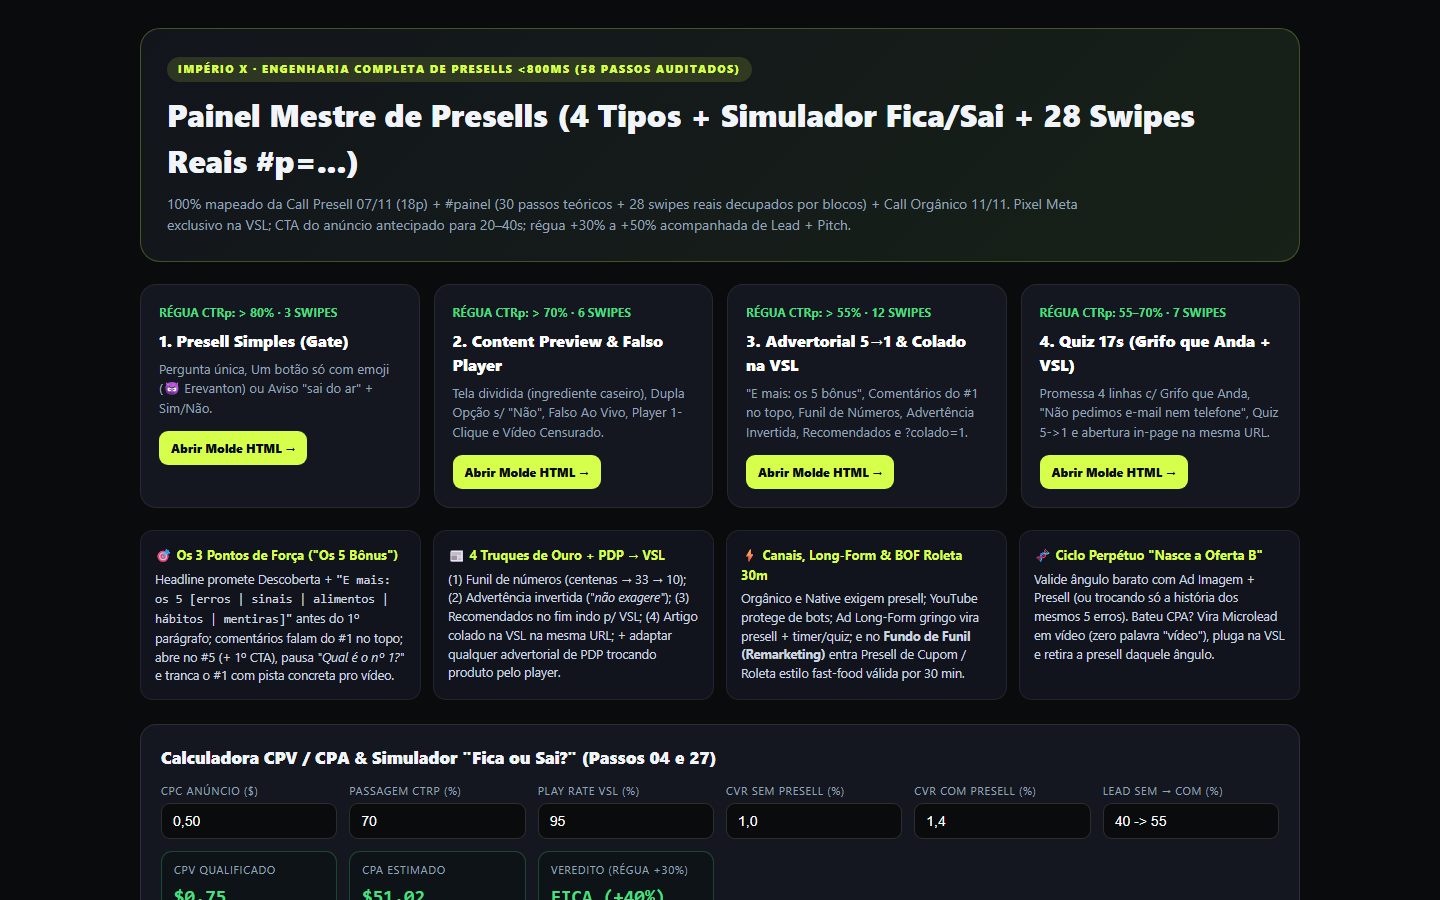 IMPÉRIO X · ENGENHARIA COMPLETA DE PRESELLS <800MS (58 PASSOS AUDITADOS)
Painel Mestre de Presells (4 Tipos + Simulador Fica/Sai + 28 Swipes
Reais #p=...)
100% mapeado da Call Presell 07/11 (18p) + #painel (30 passos teóricos + 28 swipes reais decupados por blocos) + Call Orgânico 11/11. Pixel Meta
exclusivo na VSL; CTA do anúncio antecipado para 20–40s; régua +30% a +50% acompanhada de Lead + Pitch.
RÉGUA CTRp: > 80% · 3 SWIPES
1. Presell Simples (Gate)
Pergunta única, Um botão só com emoji
(😈 Erevanton) ou Aviso "sai do ar" +
Sim/Não.
Abrir Molde HTML →
RÉGUA CTRp: > 70% · 6 SWIPES
2. Content Preview & Falso
Player
Tela dividida (ingrediente caseiro), Dupla
Opção s/ "Não", Falso Ao Vivo, Player 1-
Clique e Vídeo Censurado.
Abrir Molde HTML →
RÉGUA CTRp: > 55% · 12 SWIPES
3. Advertorial 5→1 & Colado
na VSL
"E mais: os 5 bônus", Comentários do #1
no topo, Funil de Números, Advertência
Invertida, Recomendados e ?colado=1.
Abrir Molde HTML →
RÉGUA CTRp: 55–70% · 7 SWIPES
4. Quiz 17s (Grifo que Anda +
VSL)
Promessa 4 linhas c/ Grifo que Anda,
"Não pedimos e-mail nem telefone", Quiz
5->1 e abertura in-page na mesma URL.
Abrir Molde HTML →
🎯 Os 3 Pontos de Força ("Os 5 Bônus")
Headline promete Descoberta + "E mais:
os 5 [erros | sinais | alimentos |
hábitos | mentiras]" antes do 1º
parágrafo; comentários falam do #1 no topo;
abre no #5 (+ 1º CTA), pausa "Qual é o nº 1?"
e tranca o #1 com pista concreta pro vídeo.
📰 4 Truques de Ouro + PDP → VSL
(1) Funil de números (centenas → 33 → 10);
(2) Advertência invertida ("não exagere"); (3)
Recomendados no fim indo p/ VSL; (4) Artigo
colado na VSL na mesma URL; + adaptar
qualquer advertorial de PDP trocando
produto pelo player.
⚡ Canais, Long-Form & BOF Roleta
30m
Orgânico e Native exigem presell; YouTube
protege de bots; Ad Long-Form gringo vira
presell + timer/quiz; e no Fundo de Funil
(Remarketing) entra Presell de Cupom /
Roleta estilo fast-food válida por 30 min.
🧬 Ciclo Perpétuo "Nasce a Oferta B"
Valide ângulo barato com Ad Imagem +
Presell (ou trocando só a história dos
mesmos 5 erros). Bateu CPA? Vira Microlead
em vídeo (zero palavra "vídeo"), pluga na VSL
e retira a presell daquele ângulo.
Calculadora CPV / CPA & Simulador "Fica ou Sai?" (Passos 04 e 27)
CPC ANÚNCIO ($)
0,50
PASSAGEM CTRP (%)
70
PLAY RATE VSL (%)
95
CVR SEM PRESELL (%)
1,0
CVR COM PRESELL (%)
1,4
LEAD SEM → COM (%)
40 -> 55
CPV QUALIFICADO
$0,75
CPA ESTIMADO
$51,02
VEREDITO (RÉGUA +30%)
FICA (+40%)